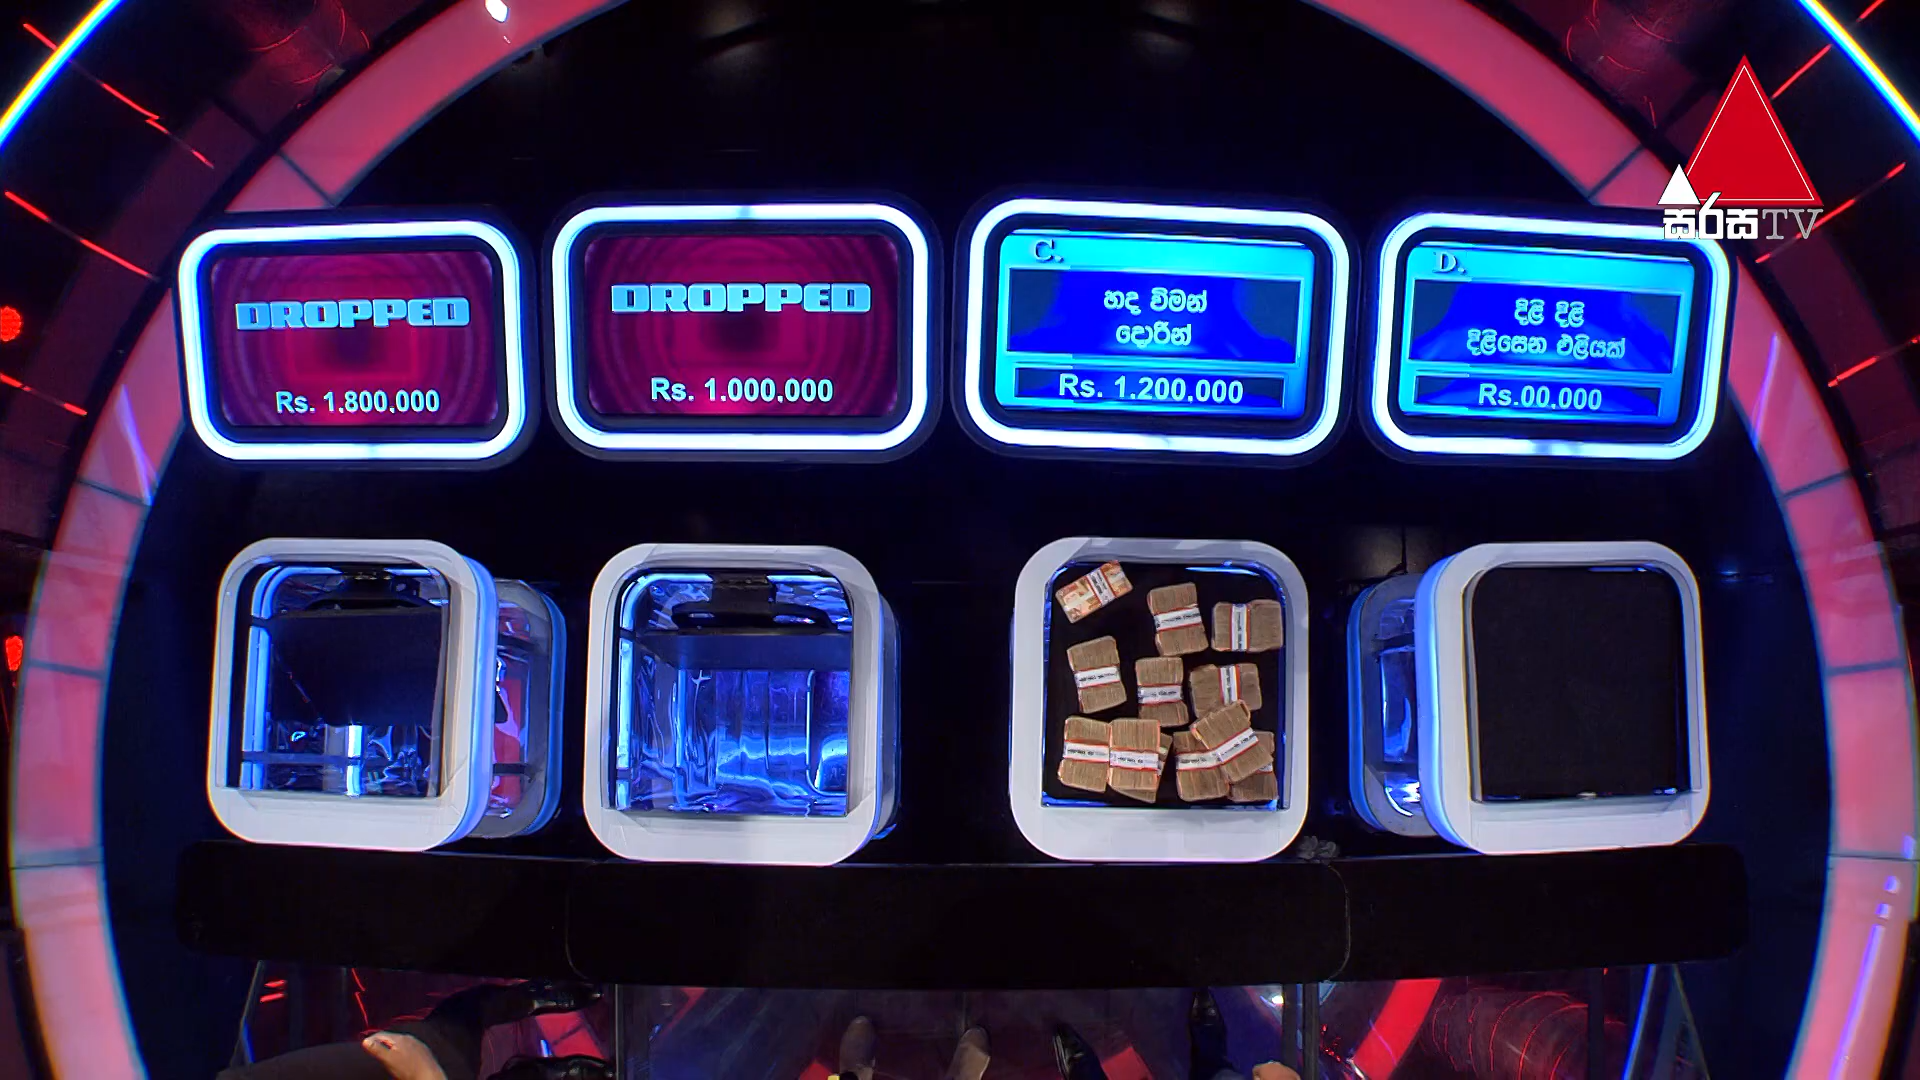 සිරසTV
DROPPED
Rs. 1,800,000
DROPPED
Rs. 1.000,000
C.
හද විමන්
දොරින්
Rs. 1.200,000
D.
දිළි දිළී
දිළිසෙන එළියක්
Rs.00,000